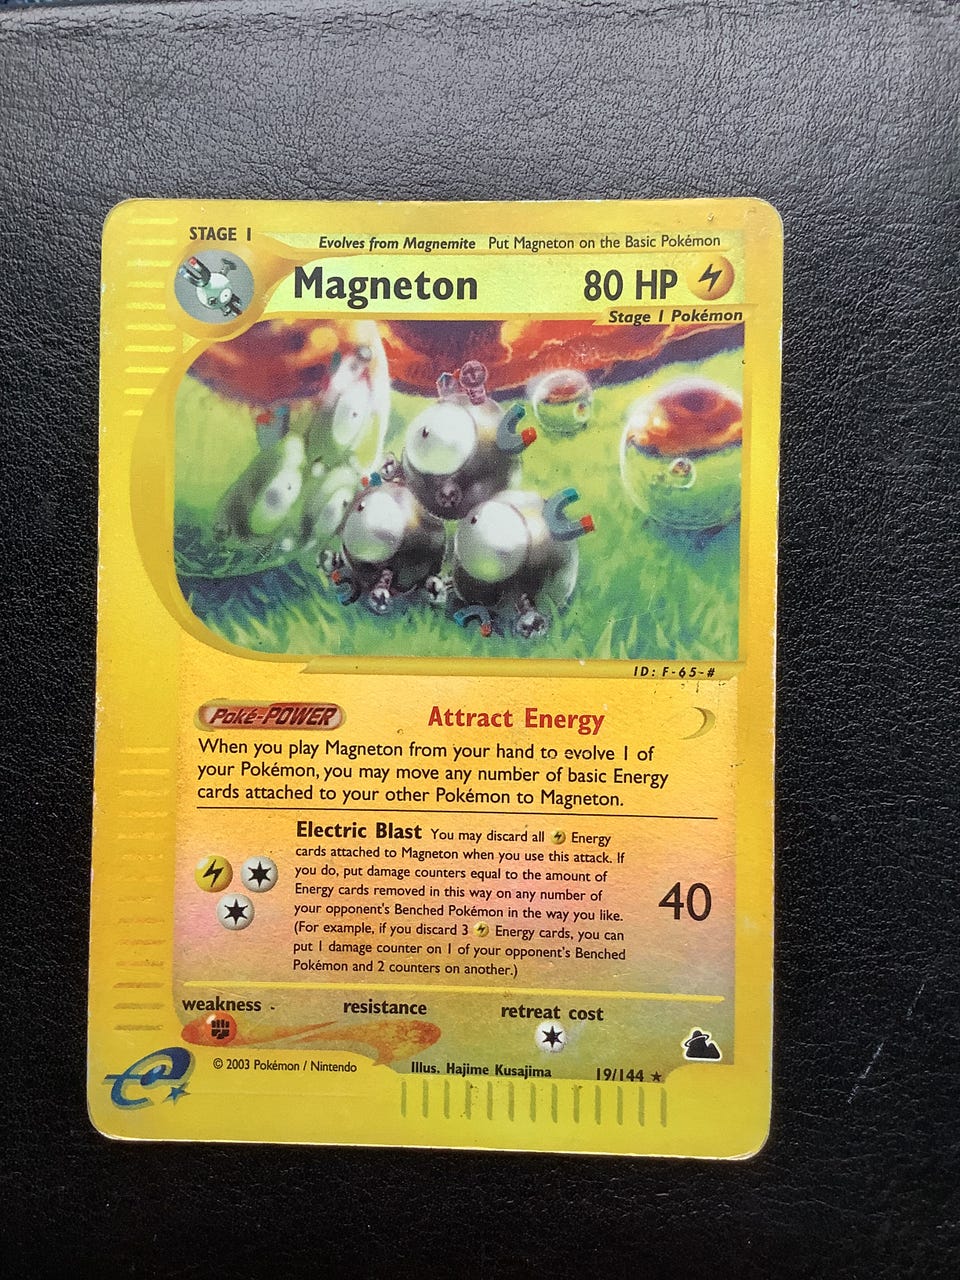 STAGE 1
Evolves from Magnemite Put Magneton on the Basic Pokémon
Magneton 80 HP
Stage 1 Pokémon
ID: F-65-#
Poké-POWER Attract Energy
When you play Magneton from your hand to evolve 1 of
your Pokémon, you may move any number of basic Energy
cards attached to your other Pokémon to Magneton.
Electric Blast You may discard all Energy
cards attached to Magneton when you use this attack. If
you do, put damage counters equal to the amount of
Energy cards removed in this way on any number of
your opponent's Benched Pokémon in the way you like.
(For example, if you discard 3 Energy cards, you can
put 1 damage counter on 1 of your opponent's Benched
Pokémon and 2 counters on another.)
40
weakness resistance retreat cost
© 2003 Pokémon / Nintendo
Illus. Hajime Kusajima 19/144 ★
e